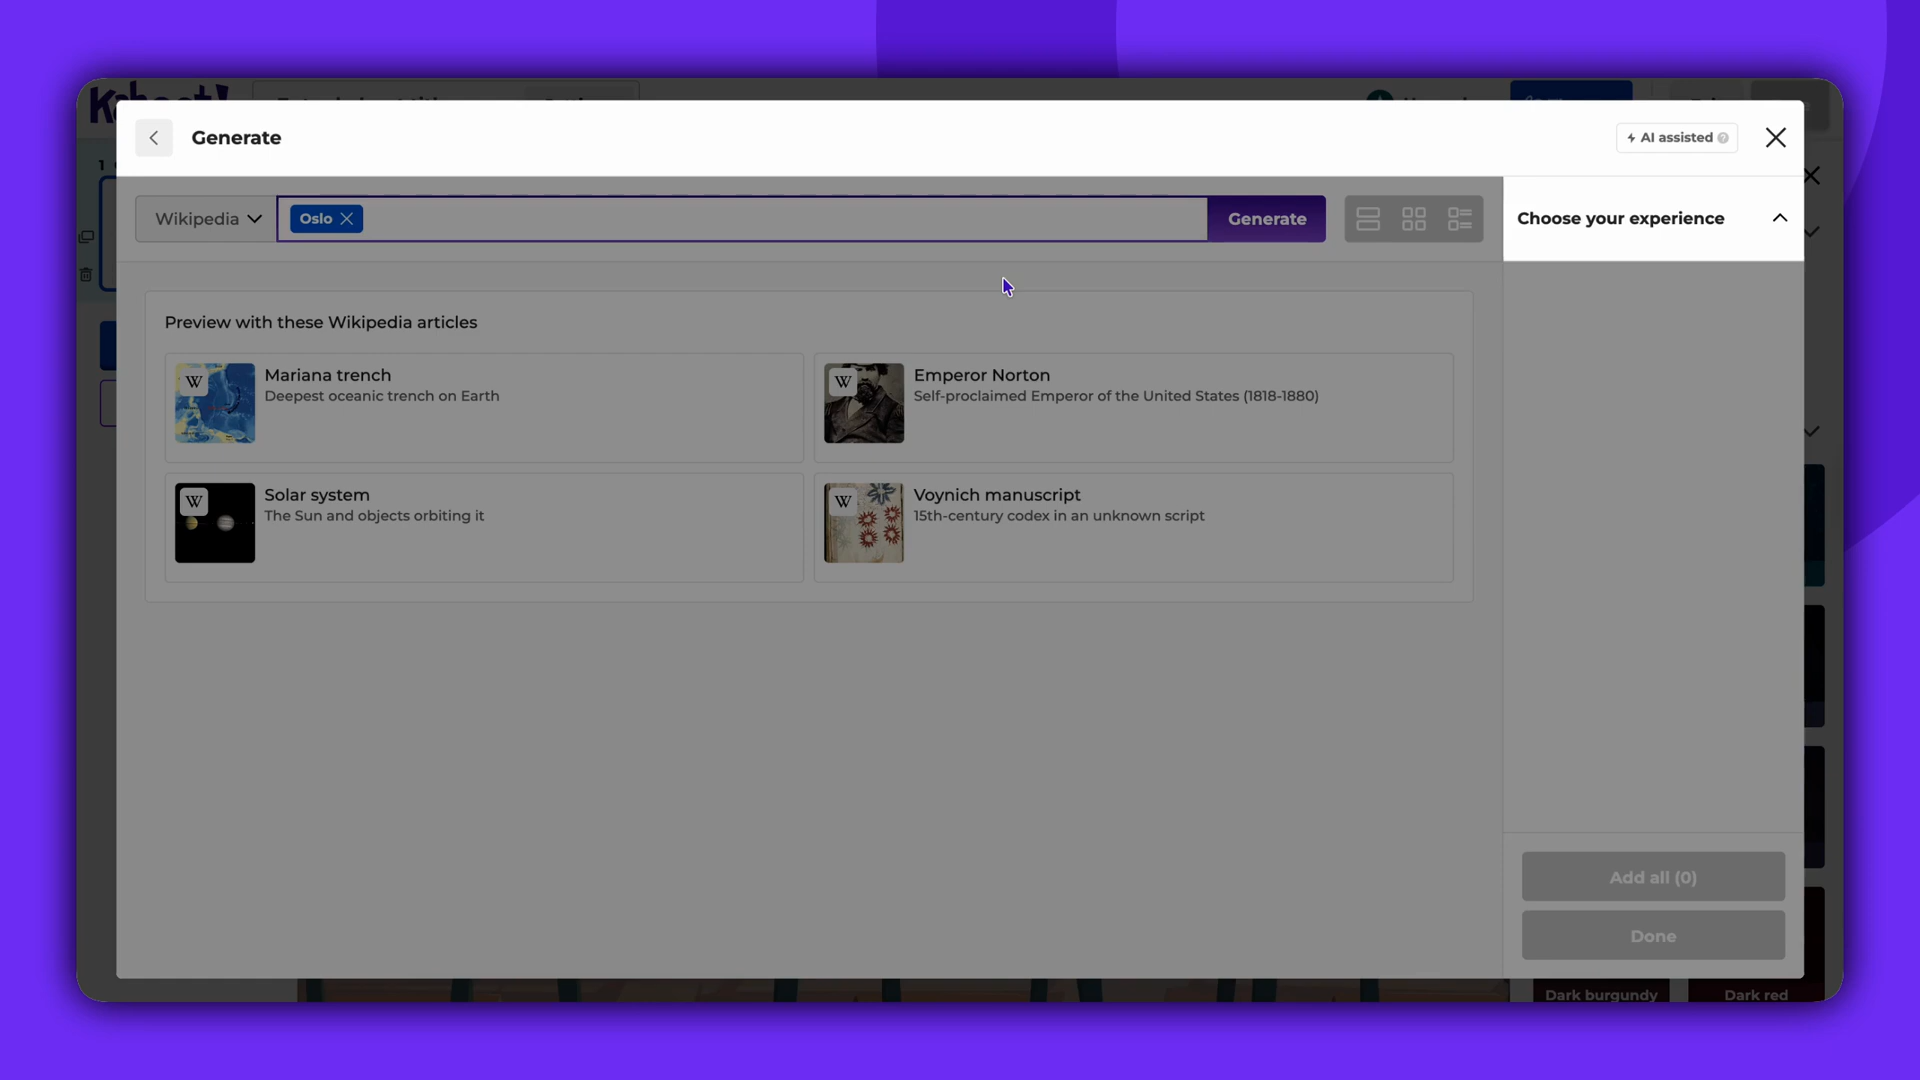 Generate
AI assisted
Wikipedia
Oslo
Generate
Choose your experience
1
Preview with these Wikipedia articles
W
Mariana trench
Deepest oceanic trench on Earth
W
Emperor Norton
Self-proclaimed Emperor of the United States (1818-1880)
W
Solar system
The Sun and objects orbiting it
W
Voynich manuscript
15th-century codex in an unknown script
Add all (0)
Done
Dark burgundy
Dark red